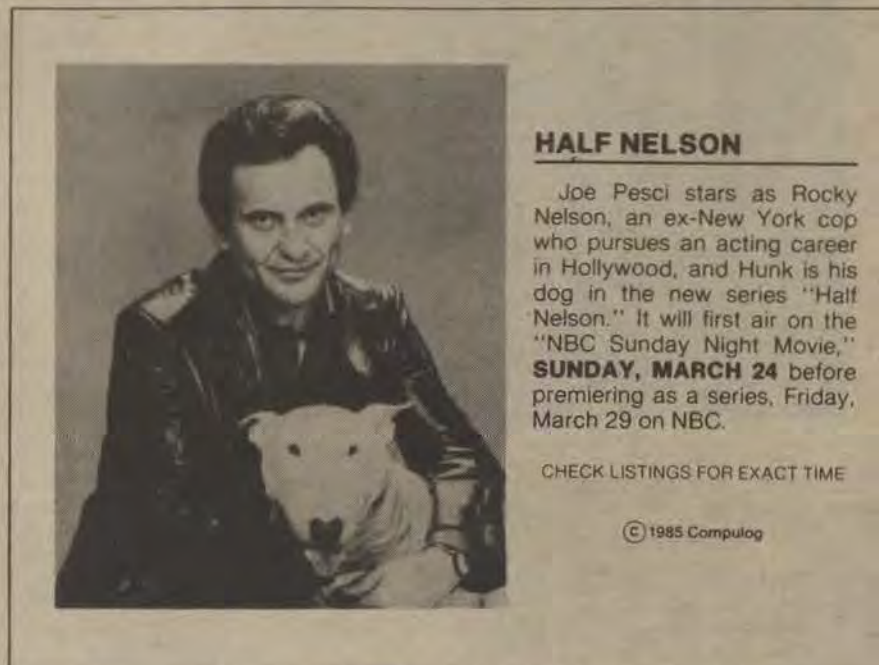 HALF NELSON
Joe Pesci stars as Rocky
Nelson, an ex-New York cop
who pursues an acting career
in Hollywood, and Hunk is his
dog in the new series "Half
Nelson." It will first air on the
"NBC Sunday Night Movie,"
SUNDAY, MARCH 24 before
premiering as a series, Friday,
March 29 on NBC.
CHECK LISTINGS FOR EXACT TIME
©1985 Compulog